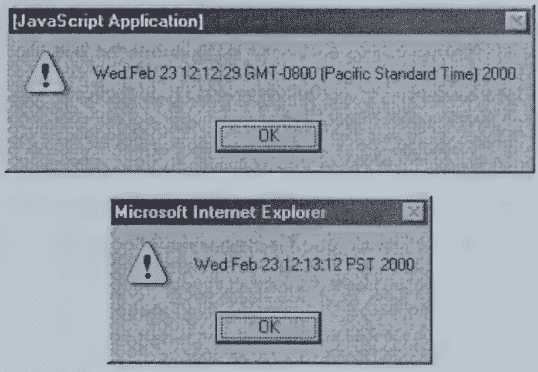 [JavaScript Application]
Wed Feb 23 12:12:29 GMT-0800 (Pacific Standard Time) 2000
OK
Microsoft Internet Explorer
Wed Feb 23 12:13:12 PST 2000
OK